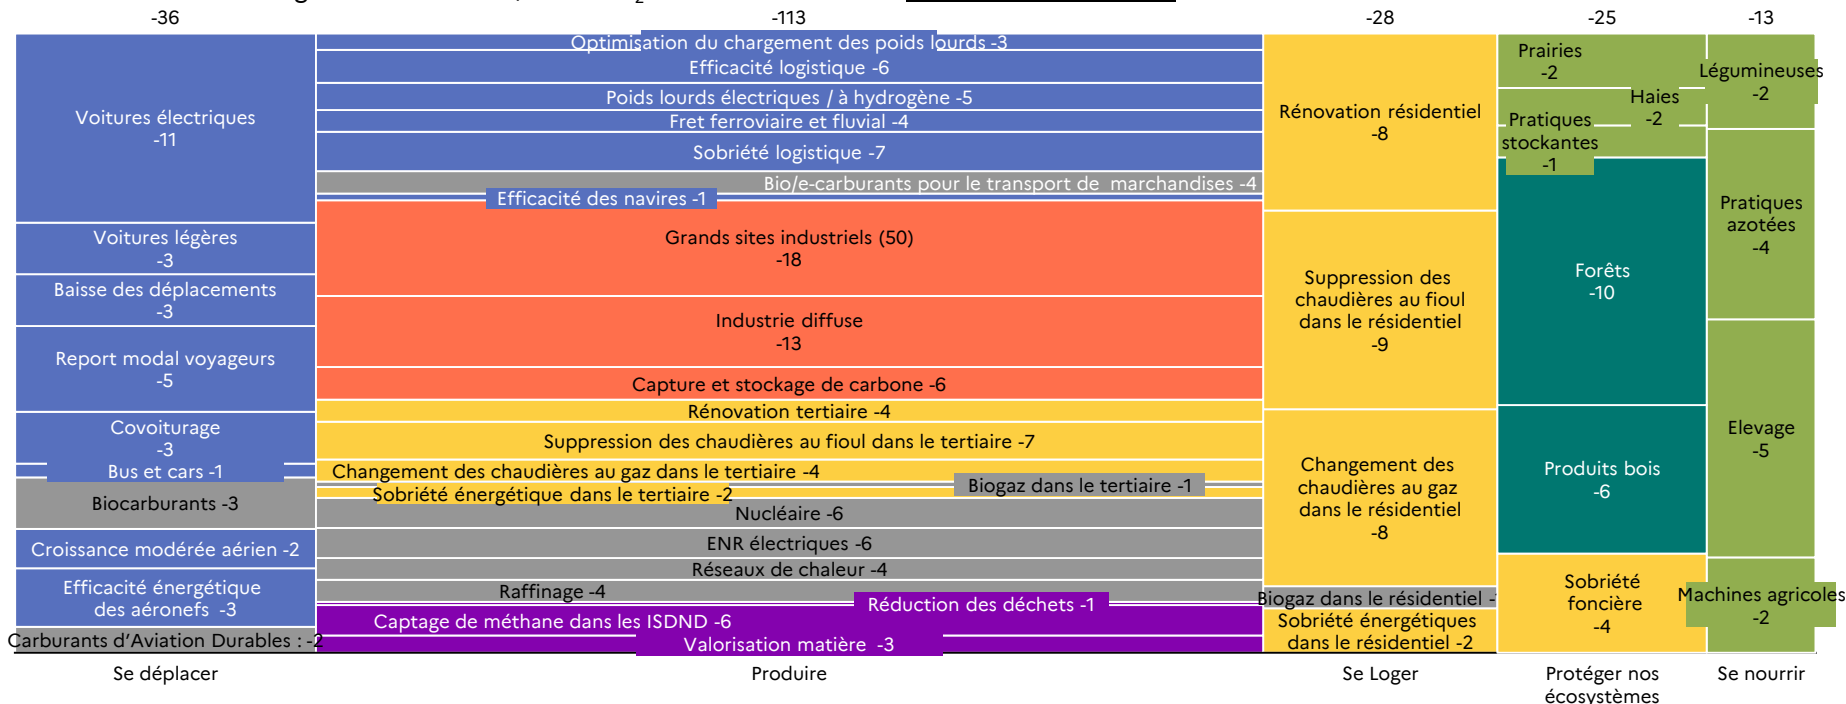 -36
-113
-28
-25
-13
Voitures électriques
-11
Voitures légères
-3
Baisse des déplacements
-3
Report modal voyageurs
-5
Covoiturage
-3
Bus et cars -1
Biocarburants -3
Croissance modérée aérien -2
Efficacité énergétique
des aéronefs -3
Carburants d’Aviation Durables : -2
Se déplacer
Optimisation du chargement des poids lourds -3
Efficacité logistique -6
Poids lourds électriques / à hydrogène -5
Fret ferroviaire et fluvial -4
Sobriété logistique -7
Bio/e-carburants pour le transport de marchandises -4
Efficacité des navires -1
Grands sites industriels (50)
-18
Industrie diffuse
-13
Capture et stockage de carbone -6
Rénovation tertiaire -4
Suppression des chaudières au fioul dans le tertiaire -7
Changement des chaudières au gaz dans le tertiaire -4
Biogaz dans le tertiaire -1
Sobriété énergétique dans le tertiaire -2
Nucléaire -6
ENR électriques -6
Réseaux de chaleur -4
Raffinage -4
Réduction des déchets -1
Captage de méthane dans les ISDND -6
Valorisation matière -3
Produire
Rénovation résidentiel
-8
Suppression des
chaudières au fioul
dans le résidentiel
-9
Changement des
chaudières au gaz
dans le résidentiel
-8
Biogaz dans le résidentiel -
Sobriété énergétiques
dans le résidentiel -2
Se Loger
Prairies
-2
Haies
-2
Pratiques
stockantes
-1
Forêts
-10
Produits bois
-6
Sobriété
foncière
-4
Protéger nos
écosystèmes
Légumineuses
-2
Pratiques
azotées
-4
Elevage
-5
Machines agricoles
-2
Se nourrir